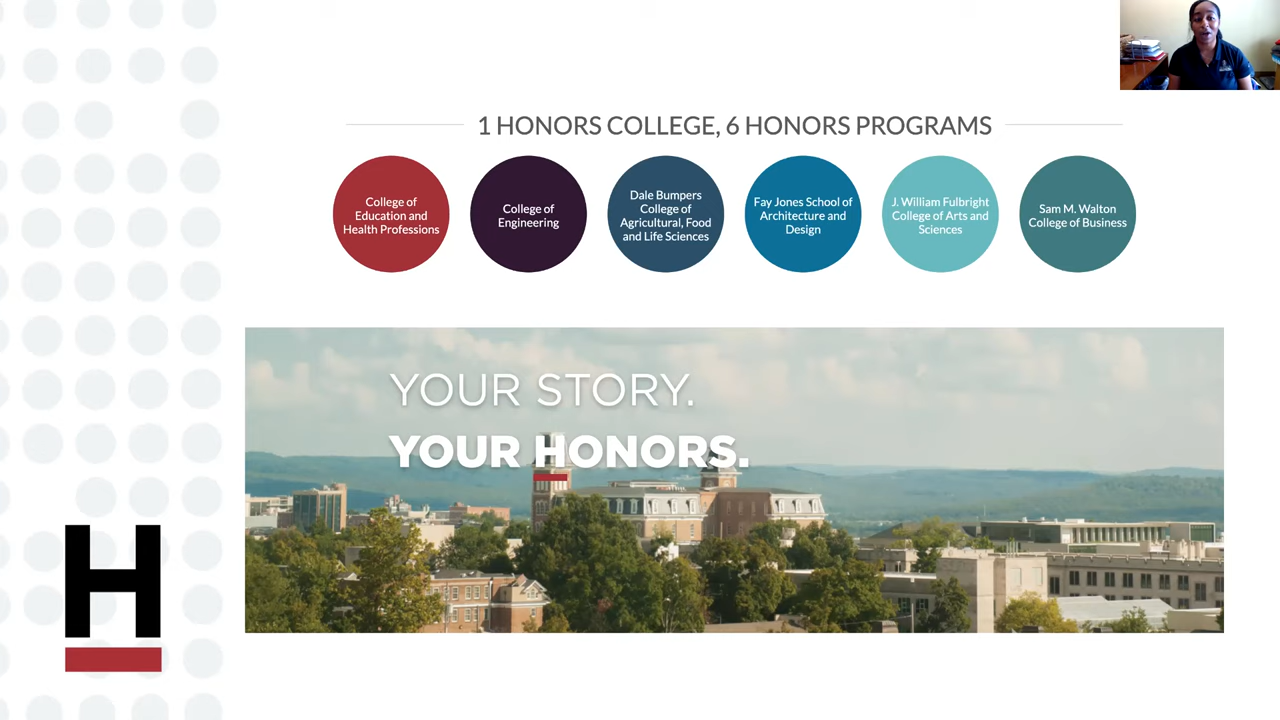 1 HONORS COLLEGE, 6 HONORS PROGRAMS
College of
Education and
Health Professions
College of
Engineering
Dale Bumpers
College of
Agricultural, Food
and Life Sciences
Fay Jones School of
Architecture and
Design
J. William Fulbright
College of Arts and
Sciences
Sam M. Walton
College of Business
YOUR STORY.
YOUR HONORS.
H